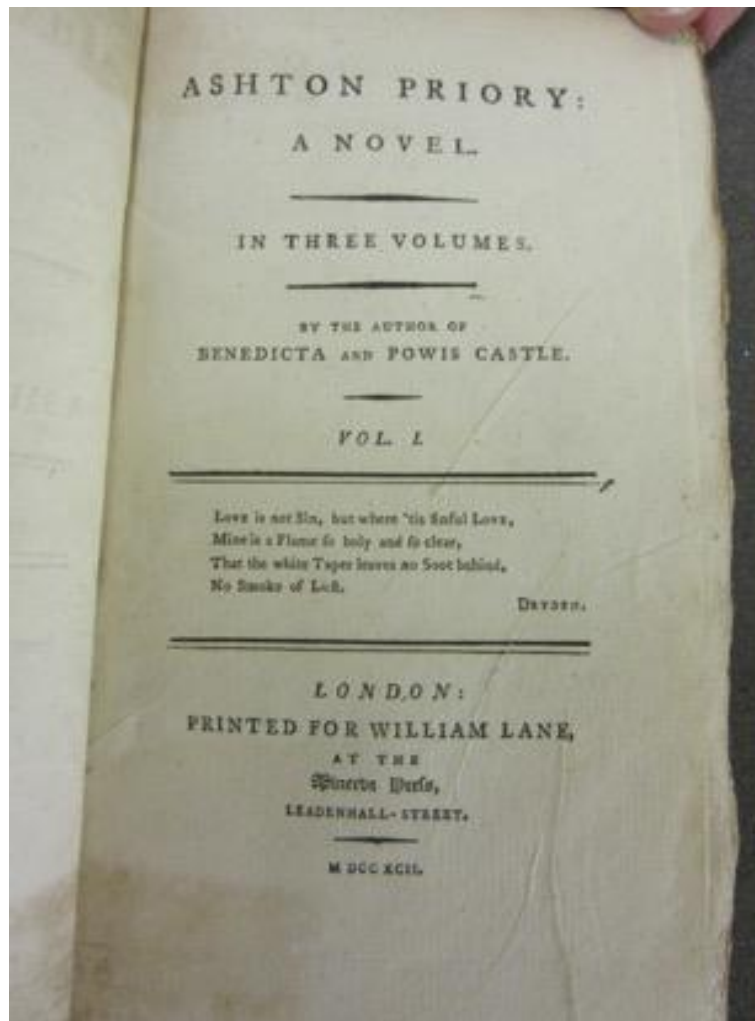 ASHTON PRIORY:
A NOVEL.
IN THREE VOLUMES.
BY THE AUTHOR OF
BENEDICTA AND POWIS CASTLE.
VOL. I.
Love is not Sin, but where 'tis sinful Love,
Mine is a Flame so holy and so clear,
That the white Taper leaves no Soot behind,
No Smoke of Lust.
DRYDEN.
LONDON:
PRINTED FOR WILLIAM LANE,
AT THE
Minerva Press,
LEADENHALL-STREET.
M DCC XCII.